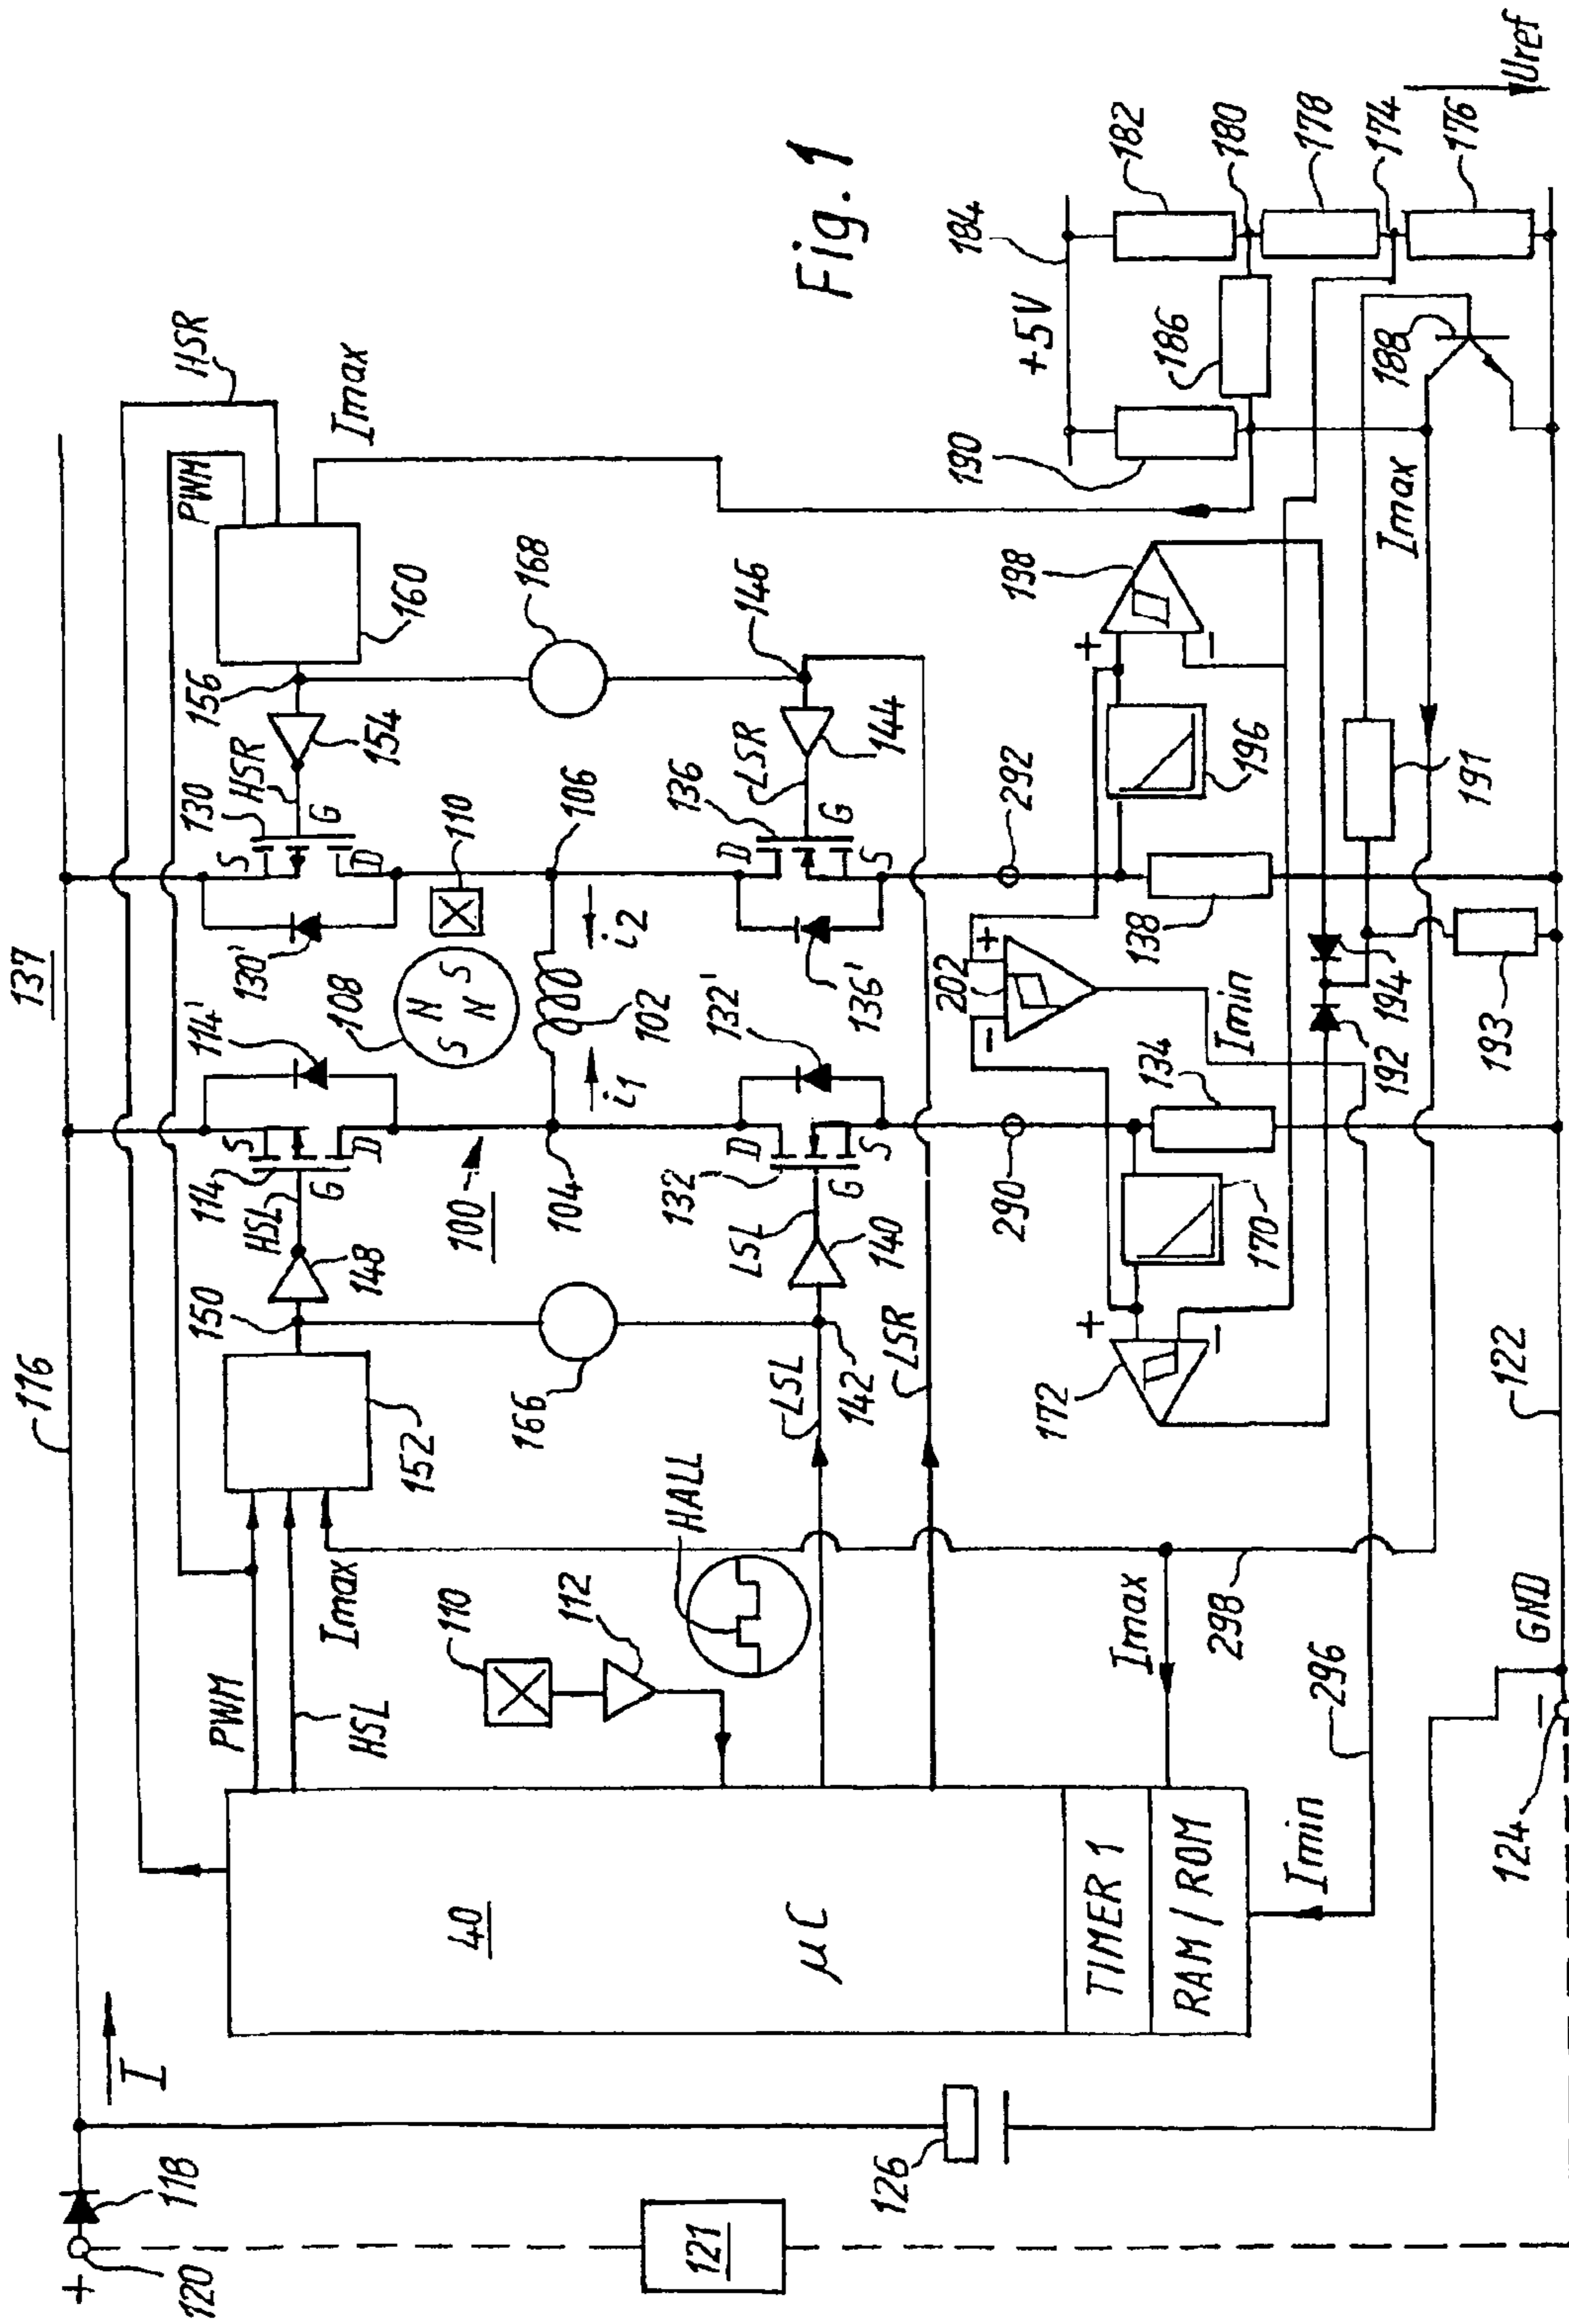 137
HSR
PWM
Imax
116
114'
108
130'
130
HSR
156
160
S
S
N
N
S
S
G
G
D
D
154
168
110
HSL
114
148
150
152
PWM
HSL
Imax
I
118
+
120
100
104
i1
102
i2
106
146
166
110
112
HALL
132'
136'
136
LSR
144
D
D
G
G
S
S
132
LSL
140
142
LSL
LSR
292
290
202
+
−
+
−
+
−
198
196
172
170
134
138
Imin
192
194
193
191
Imax
Fig. 1
+5V
184
182
180
178
174
176
186
188
190
Uref
40
µC
TIMER 1
RAM / ROM
Imax
298
Imin
296
122
GND
−
124
126
121